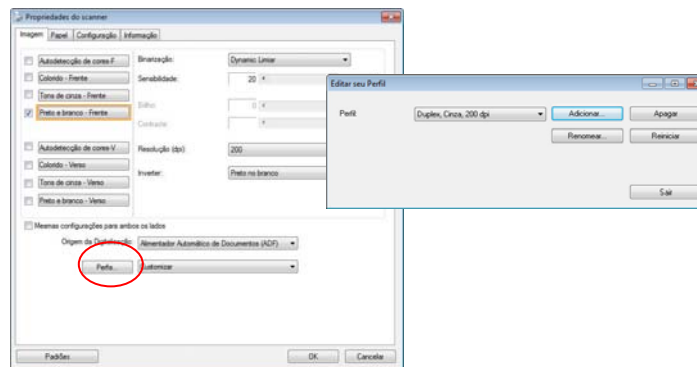 Propriedades do scanner
Imagem Papel Configuração Informação
Autodetecção de cores-F
Colorido - Frente
Tons de cinza - Frente
Preto e branco - Frente
Autodetecção de cores-V
Colorido - Verso
Tons de cinza - Verso
Preto e branco - Verso
Binarização: Dynamic Limiar
Sensibilidade: 20
Brilho: 0
Contraste:
Resolução (dpi): 200
Inverter: Preto no branco
Mesmas configurações para ambos os lados
Origem da Digitalização: Alimentador Automático de Documentos (ADF)
Perfis... Customizar
Padrões OK Cancelar
Editar seu Perfil
Perfil: Duplex, Cinza, 200 dpi Adicionar... Apagar
Renomear... Reiniciar
Sair